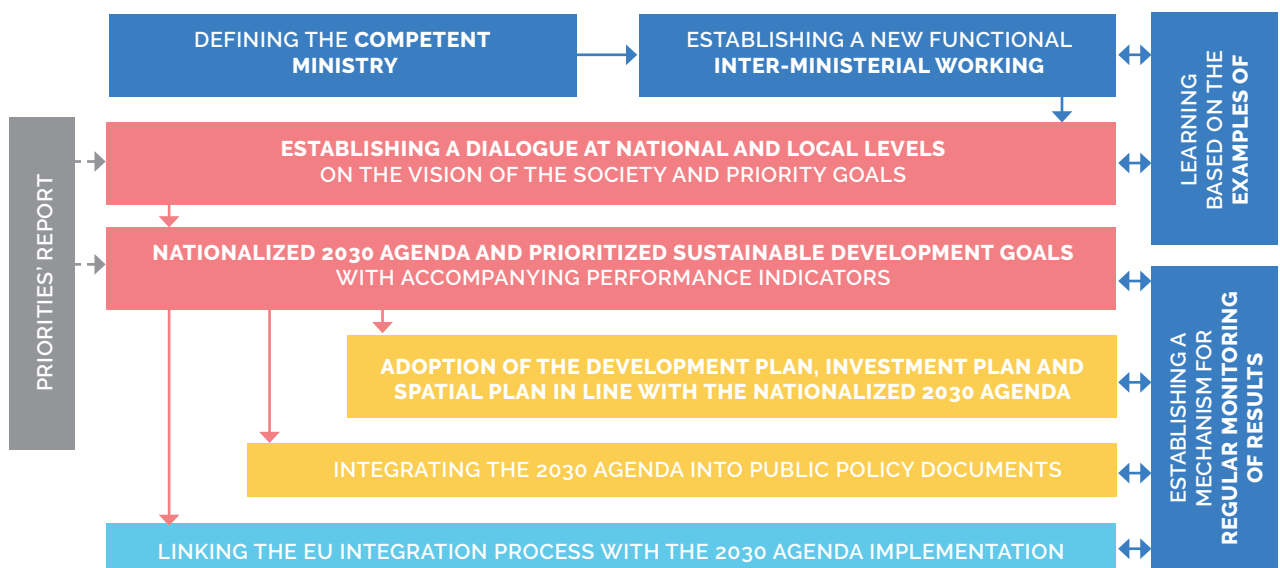 DEFINING THE COMPETENT
MINISTRY
ESTABLISHING A NEW FUNCTIONAL
INTER-MINISTERIAL WORKING
LEARNING
BASED ON THE
EXAMPLES OF
PRIORITIES' REPORT
ESTABLISHING A DIALOGUE AT NATIONAL AND LOCAL LEVELS
ON THE VISION OF THE SOCIETY AND PRIORITY GOALS
NATIONALIZED 2030 AGENDA AND PRIORITIZED SUSTAINABLE DEVELOPMENT GOALS
WITH ACCOMPANYING PERFORMANCE INDICATORS
ESTABLISHING A
MECHANISM FOR
REGULAR MONITORING
OF RESULTS
ADOPTION OF THE DEVELOPMENT PLAN, INVESTMENT PLAN AND
SPATIAL PLAN IN LINE WITH THE NATIONALIZED 2030 AGENDA
INTEGRATING THE 2030 AGENDA INTO PUBLIC POLICY DOCUMENTS
LINKING THE EU INTEGRATION PROCESS WITH THE 2030 AGENDA IMPLEMENTATION